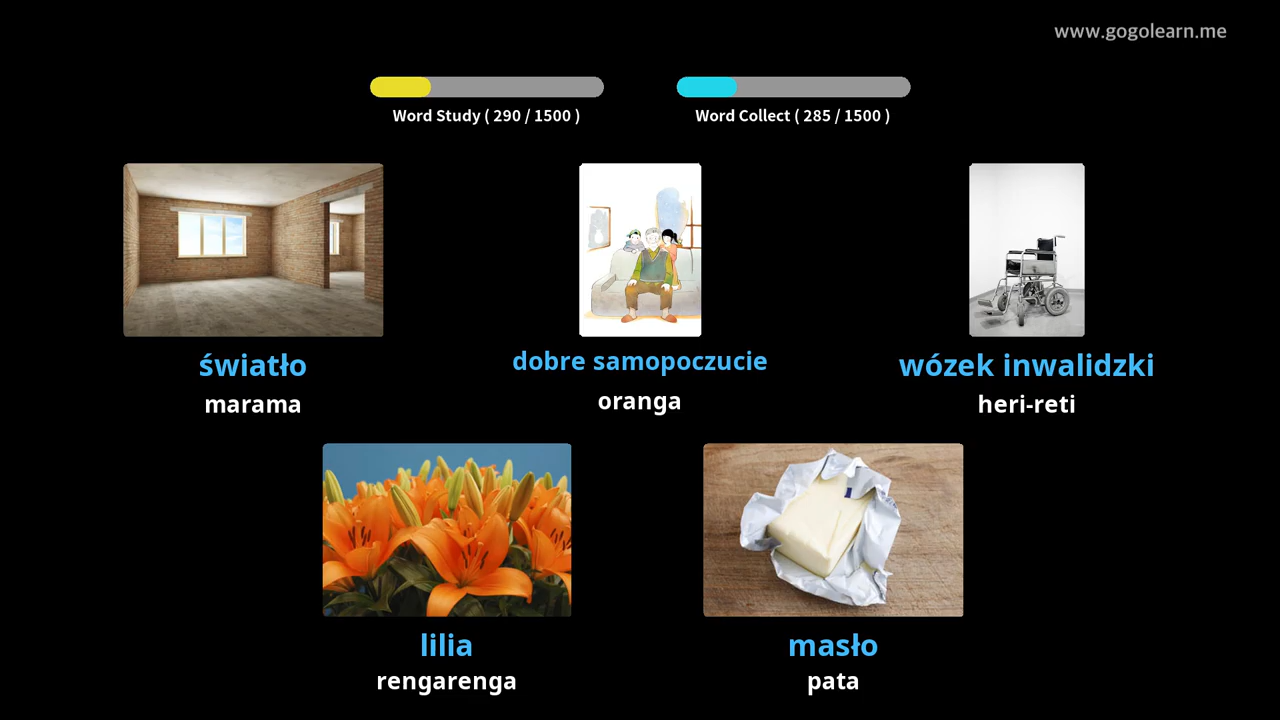 www.gogolearn.me
Word Study ( 290 / 1500 )
Word Collect ( 285 / 1500 )
światło
marama
dobre samopoczucie
oranga
wózek inwalidzki
heri-reti
lilia
rengarenga
masło
pata